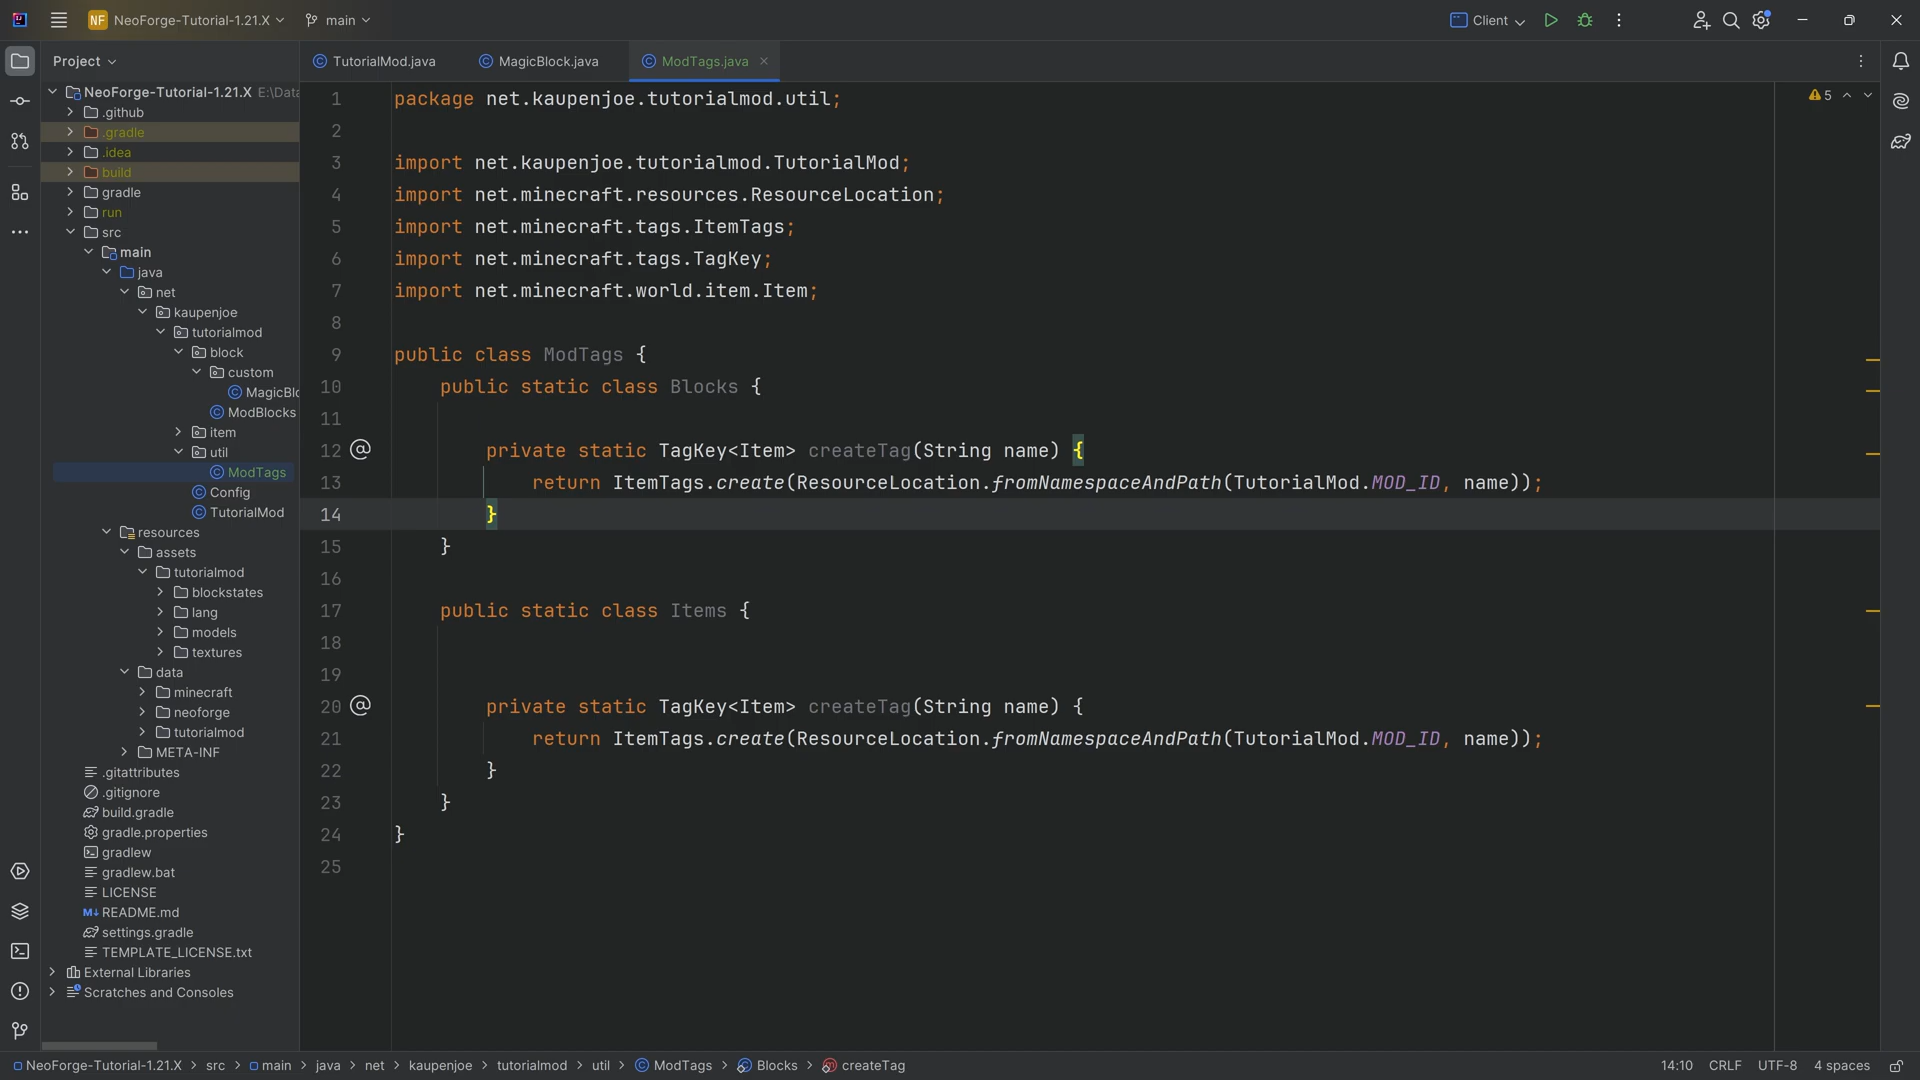 NF NeoForge-Tutorial-1.21.X main Client
Project
TutorialMod.java MagicBlock.java ModTags.java
NeoForge-Tutorial-1.21.X
.github
.gradle
.idea
build
gradle
run
src
main
java
net
kaupenjoe
tutorialmod
block
custom
ModBlocks
item
util
ModTags
Config
TutorialMod
resources
assets
tutorialmod
blockstates
lang
models
textures
data
minecraft
neoforge
tutorialmod
META-INF
.gitattributes
.gitignore
build.gradle
gradle.properties
gradlew
gradlew.bat
LICENSE
README.md
settings.gradle
TEMPLATE_LICENSE.txt
External Libraries
Scratches and Consoles
5
1 package net.kaupenjoe.tutorialmod.util;
2
3 import net.kaupenjoe.tutorialmod.TutorialMod;
4 import net.minecraft.resources.ResourceLocation;
5 import net.minecraft.tags.ItemTags;
6 import net.minecraft.tags.TagKey;
7 import net.minecraft.world.item.Item;
8
9 public class ModTags {
10 public static class Blocks {
11
12 @ private static TagKey<Item> createTag(String name) {
13 return ItemTags.create(ResourceLocation.fromNamespaceAndPath(TutorialMod.MOD_ID, name));
14 }
15 }
16
17 public static class Items {
18
19
20 @ private static TagKey<Item> createTag(String name) {
21 return ItemTags.create(ResourceLocation.fromNamespaceAndPath(TutorialMod.MOD_ID, name));
22 }
23 }
24 }
25
NeoForge-Tutorial-1.21.X > src > main > java > net > kaupenjoe > tutorialmod > util > ModTags > Blocks > createTag 14:10 CRLF UTF-8 4 spaces